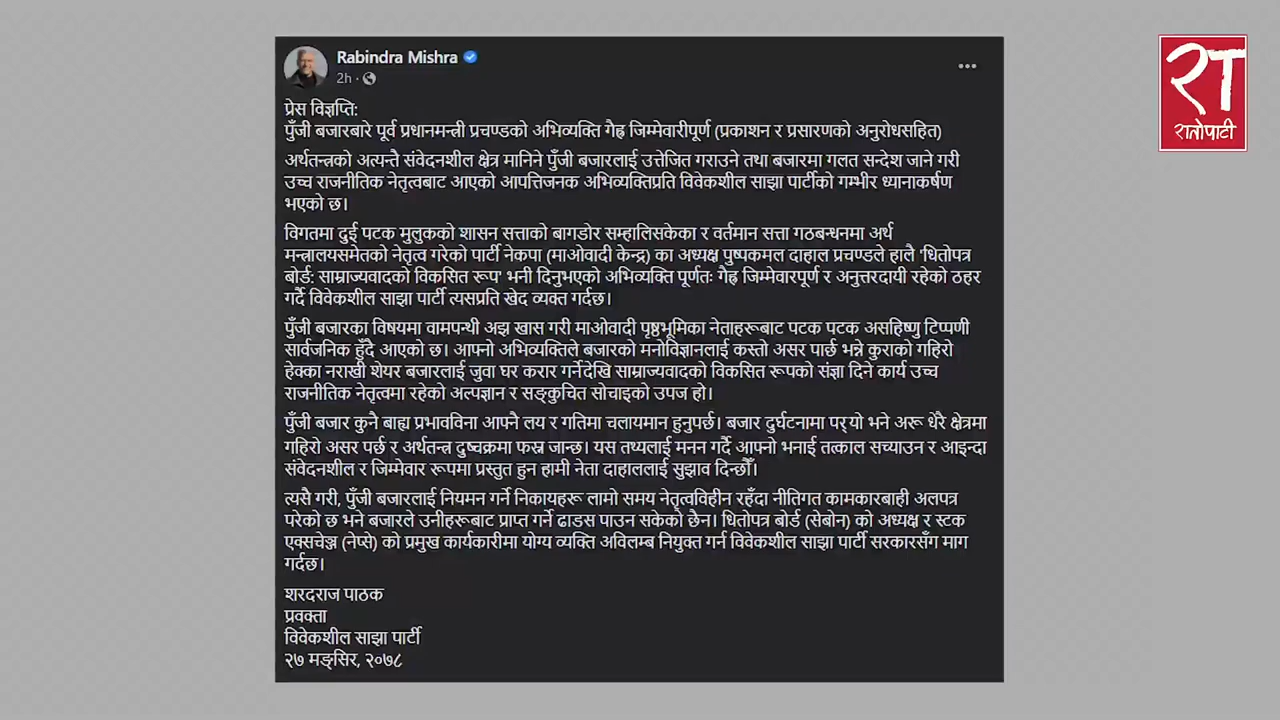 Rabindra Mishra
2h ·
प्रेस विज्ञप्ति:
पुँजी बजारबारे पूर्व प्रधानमन्त्री प्रचण्डको अभिव्यक्ति गैह्र जिम्मेवारीपूर्ण (प्रकाशन र प्रसारणको अनुरोधसहित)
अर्थतन्त्रको अत्यन्तै संवेदनशील क्षेत्र मानिने पुँजी बजारलाई उत्तेजित गराउने तथा बजारमा गलत सन्देश जाने गरी
उच्च राजनीतिक नेतृत्वबाट आएको आपत्तिजनक अभिव्यक्तिप्रति विवेकशील साझा पार्टीको गम्भीर ध्यानाकर्षण
भएको छ।
विगतमा दुई पटक मुलुकको शासन सत्ताको बागडोर सम्हालिसकेका र वर्तमान सत्ता गठबन्धनमा अर्थ
मन्त्रालयसमेतको नेतृत्व गरेको पार्टी नेकपा (माओवादी केन्द्र) का अध्यक्ष पुष्पकमल दाहाल प्रचण्डले हालै 'धितोपत्र
बोर्ड: साम्राज्यवादको विकसित रूप' भनी दिनुभएको अभिव्यक्ति पूर्णतः गैह्र जिम्मेवारपूर्ण र अनुत्तरदायी रहेको ठहर
गर्दै विवेकशील साझा पार्टी त्यसप्रति खेद व्यक्त गर्दछ।
पुँजी बजारका विषयमा वामपन्थी अझ खास गरी माओवादी पृष्ठभूमिका नेताहरूबाट पटक पटक असहिष्णु टिप्पणी
सार्वजनिक हुँदै आएको छ। आफ्नो अभिव्यक्तिले बजारको मनोविज्ञानलाई कस्तो असर पार्छ भन्ने कुराको गहिरो
हेक्का नराखी शेयर बजारलाई जुवा घर करार गर्नेदेखि साम्राज्यवादको विकसित रूपको संज्ञा दिने कार्य उच्च
राजनीतिक नेतृत्वमा रहेको अल्पज्ञान र सङ्कुचित सोचाइको उपज हो।
पुँजी बजार कुनै बाह्य प्रभावविना आफ्नै लय र गतिमा चलायमान हुनुपर्छ। बजार दुर्घटनामा पर्‍यो भने अरू धेरै क्षेत्रमा
गहिरो असर पर्छ र अर्थतन्त्र दुष्चक्रमा फस्न जान्छ। यस तथ्यलाई मनन गर्दै आफ्नो भनाई तत्काल सच्याउन र आइन्दा
संवेदनशील र जिम्मेवार रूपमा प्रस्तुत हुन हामी नेता दाहाललाई सुझाव दिन्छौँ।
त्यसै गरी, पुँजी बजारलाई नियमन गर्ने निकायहरू लामो समय नेतृत्वविहीन रहँदा नीतिगत कामकारबाही अलपत्र
परेको छ भने बजारले उनीहरूबाट प्राप्त गर्ने ढाडस पाउन सकेको छैन। धितोपत्र बोर्ड (सेबोन) को अध्यक्ष र स्टक
एक्सचेञ्ज (नेप्से) को प्रमुख कार्यकारीमा योग्य व्यक्ति अविलम्ब नियुक्त गर्न विवेकशील साझा पार्टी सरकारसँग माग
गर्दछ।
शरदराज पाठक
प्रवक्ता
विवेकशील साझा पार्टी
२७ मङ्सिर, २०७८
रा
रातोपाटी